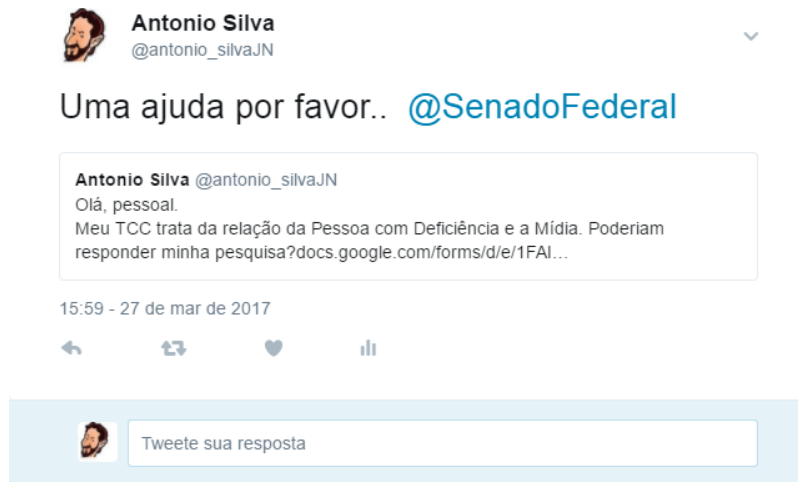 Antonio Silva
@antonio_silvaJN
Uma ajuda por favor.. @SenadoFederal
Antonio Silva @antonio_silvaJN
Olá, pessoal.
Meu TCC trata da relação da Pessoa com Deficiência e a Mídia. Poderiam
responder minha pesquisa?docs.google.com/forms/d/e/1FAI...
15:59 - 27 de mar de 2017
Tweete sua resposta